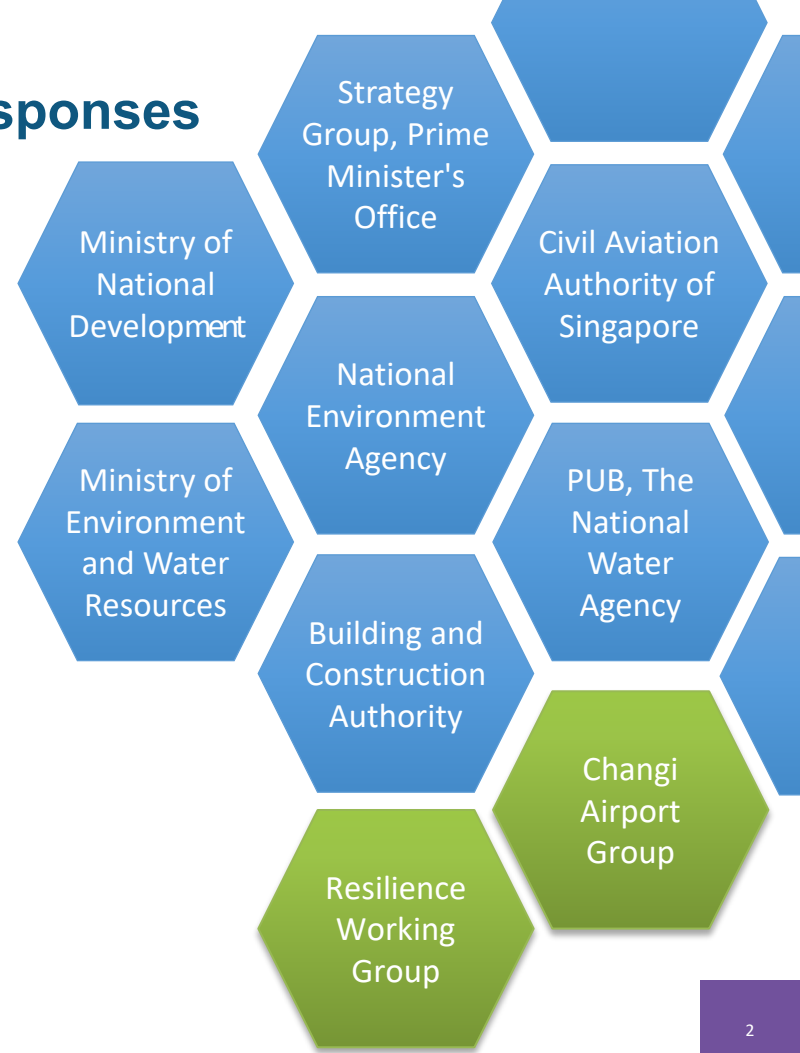 sponses
Strategy
Group, Prime
Minister's
Office
Ministry of
National
Development
Civil Aviation
Authority of
Singapore
National
Environment
Agency
Ministry of
Environment
and Water
Resources
PUB, The
National
Water
Agency
Building and
Construction
Authority
Changi
Airport
Group
Resilience
Working
Group
2